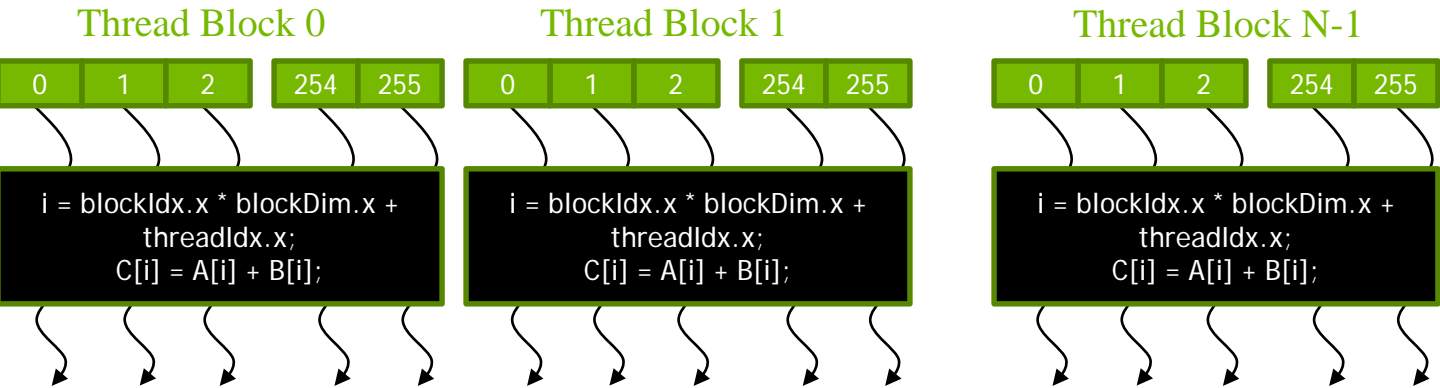 Thread Block 0
0 1 2 254 255
i = blockIdx.x * blockDim.x +
threadIdx.x;
C[i] = A[i] + B[i];
Thread Block 1
0 1 2 254 255
i = blockIdx.x * blockDim.x +
threadIdx.x;
C[i] = A[i] + B[i];
Thread Block N-1
0 1 2 254 255
i = blockIdx.x * blockDim.x +
threadIdx.x;
C[i] = A[i] + B[i];